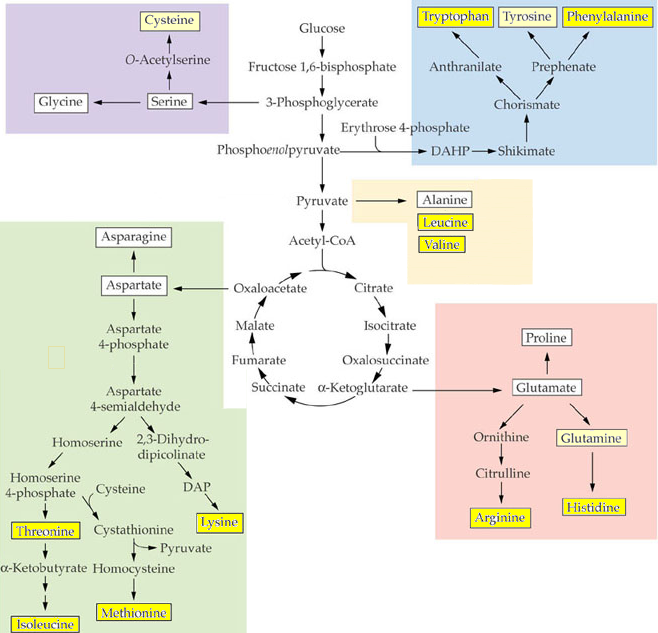 Cysteine
O-Acetylserine
Glycine
Serine
Glucose
Fructose 1,6-bisphosphate
3-Phosphoglycerate
Erythrose 4-phosphate
Phosphoenolpyruvate
DAHP
Shikimate
Chorismate
Anthranilate
Prephenate
Tryptophan
Tyrosine
Phenylalanine
Pyruvate
Alanine
Leucine
Valine
Acetyl-CoA
Oxaloacetate
Citrate
Malate
Isocitrate
Fumarate
Oxalosuccinate
Succinate
α-Ketoglutarate
Asparagine
Aspartate
Aspartate
4-phosphate
Aspartate
4-semialdehyde
Homoserine
2,3-Dihydro-
dipicolinate
Homoserine
4-phosphate
Cysteine
DAP
Threonine
Cystathionine
Lysine
Pyruvate
α-Ketobutyrate
Homocysteine
Isoleucine
Methionine
Proline
Glutamate
Ornithine
Glutamine
Citrulline
Arginine
Histidine